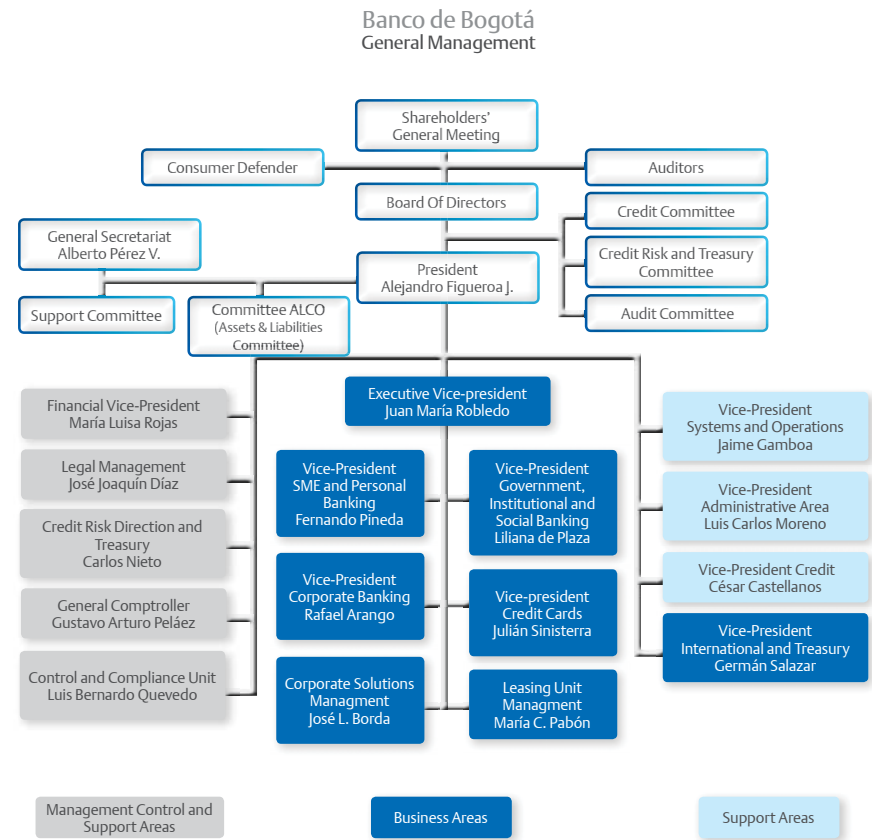 Banco de Bogotá
General Management
Shareholders'
General Meeting
Consumer Defender
Auditors
Board Of Directors
Credit Committee
General Secretariat
Alberto Pérez V.
Credit Risk and Treasury
Committee
President
Alejandro Figueroa J.
Support Committee
Committee ALCO
(Assets & Liabilities
Committee)
Audit Committee
Executive Vice-president
Juan María Robledo
Financial Vice-President
María Luisa Rojas
Legal Management
José Joaquín Díaz
Credit Risk Direction and
Treasury
Carlos Nieto
General Comptroller
Gustavo Arturo Peláez
Control and Compliance Unit
Luis Bernardo Quevedo
Vice-President
SME and Personal
Banking
Fernando Pineda
Vice-President
Government,
Institutional and
Social Banking
Liliana de Plaza
Vice-President
Corporate Banking
Rafael Arango
Vice-president
Credit Cards
Julián Sinisterra
Corporate Solutions
Managment
José L. Borda
Leasing Unit
Managment
María C. Pabón
Vice-President
Systems and Operations
Jaime Gamboa
Vice-President
Administrative Area
Luis Carlos Moreno
Vice-President Credit
César Castellanos
Vice-President
International and Treasury
Germán Salazar
Management Control and
Support Areas
Business Areas
Support Areas